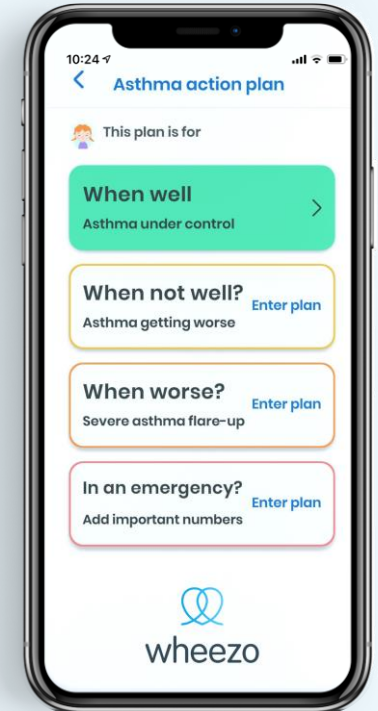 10:24
Asthma action plan
This plan is for
When well
Asthma under control
When not well?
Enter plan
Asthma getting worse
When worse?
Enter plan
Severe asthma flare-up
In an emergency?
Enter plan
Add important numbers
wheezo